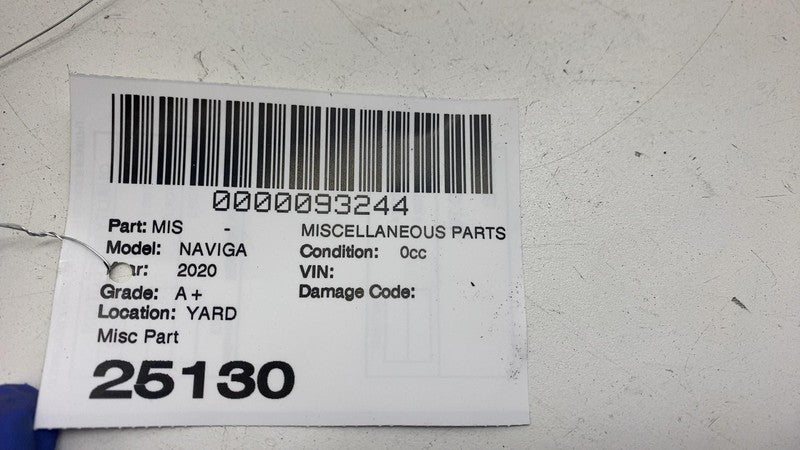 0000093244
Part: MIS - MISCELLANEOUS PARTS
Model: NAVIGA Condition: 0cc
ar: 2020 VIN:
Grade: A+ Damage Code:
Location: YARD
Misc Part
25130